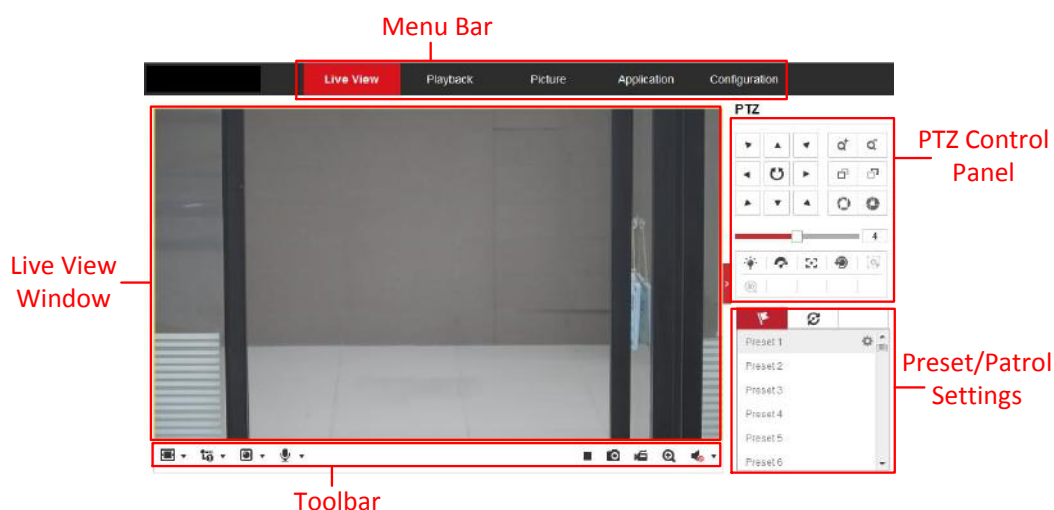 Menu Bar
Live View Playback Picture Application Configuration
PTZ
PTZ Control
Panel
4
Live View
Window
Preset 1
Preset 2
Preset 3
Preset 4
Preset 5
Preset 6
Preset/Patrol
Settings
Toolbar